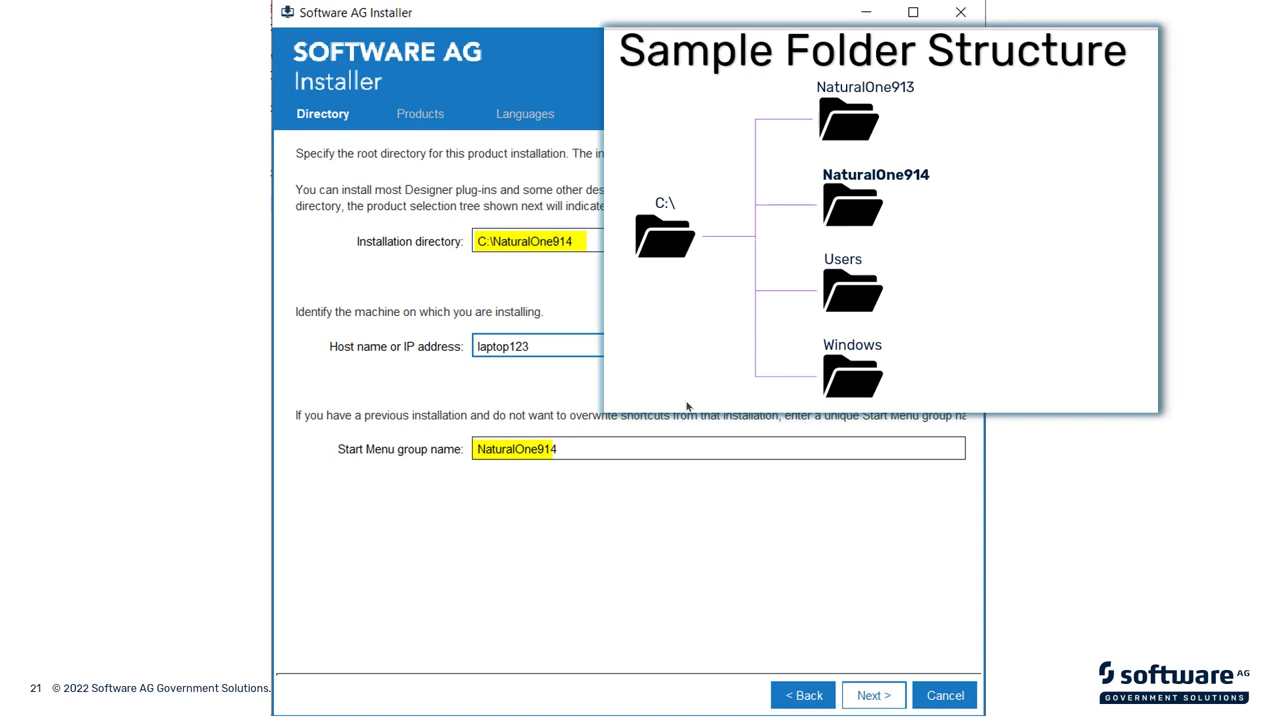 Software AG Installer
SOFTWARE AG
Installer
Directory Products Languages
Specify the root directory for this product installation. The in
You can install most Designer plug-ins and some other des
directory, the product selection tree shown next will indicate
Installation directory: C:\NaturalOne914
Identify the machine on which you are installing.
Host name or IP address: laptop123
If you have a previous installation and do not want to overwrite shortcuts from that installation, enter a unique Start Menu group na
Start Menu group name: NaturalOne914
Sample Folder Structure
NaturalOne913
NaturalOne914
C:\
Users
Windows
< Back Next > Cancel
21 © 2022 Software AG Government Solutions.
software AG
GOVERNMENT SOLUTIONS